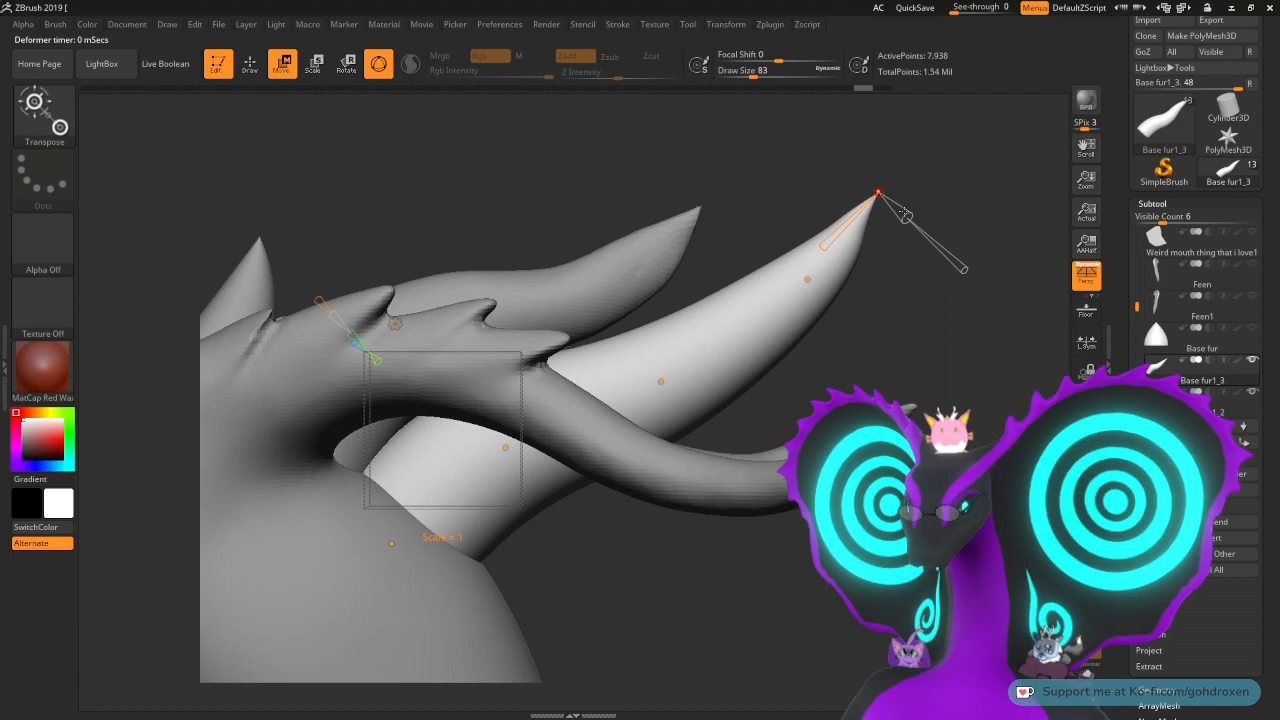 ZBrush 2019 [
AC
QuickSave
See-through 0
Menus
DefaultZScript
Alpha
Brush
Color
Document
Draw
Edit
File
Layer
Light
Macro
Marker
Material
Movie
Picker
Preferences
Render
Stencil
Stroke
Texture
Tool
Transform
Zplugin
Zscript
Deformer timer: 0 mSecs
Home Page
LightBox
Live Boolean
Edit
Draw
Move
Scale
Rotate
Mrgb
Rgb
M
Rgb Intensity
Zadd
Zsub
Zcut
Z Intensity
Focal Shift 0
Draw Size 83
Dynamic
ActivePoints: 7,938
TotalPoints: 1.54 Mil
Transpose
Dots
Alpha Off
Texture Off
MatCap Red Wax
Gradient
SwitchColor
Alternate
Scale = 1
BPR
SPix 3
Scroll
Zoom
Actual
AAHalf
Dynamic
Persp
Floor
L.Sym
Import
Export
Clone
Make PolyMesh3D
GoZ
All
Visible
R
Lightbox▶Tools
Base fur1_3. 48
R
13
Base fur1_3
Cylinder3D
PolyMesh3D
SimpleBrush
13
Base fur1_3
Subtool
Visible Count 6
Weird mouth thing that i love1
Feen
Feen1
Base fur
Base fur1_3
Project
Extract
Geometry
ArrayMesh
Support me at Ko-fi.com/gohdroxen